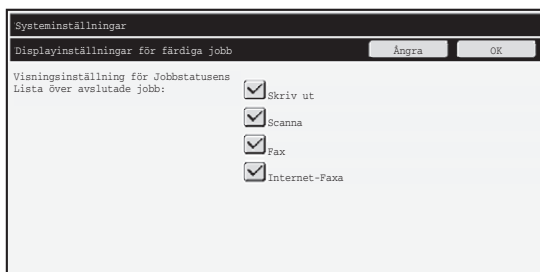 Systeminställningar
Displayinställningar för färdiga jobb
Ångra
OK
Visningsinställning för Jobbstatusens
Lista över avslutade jobb:
Skriv ut
Scanna
Fax
Internet-Faxa